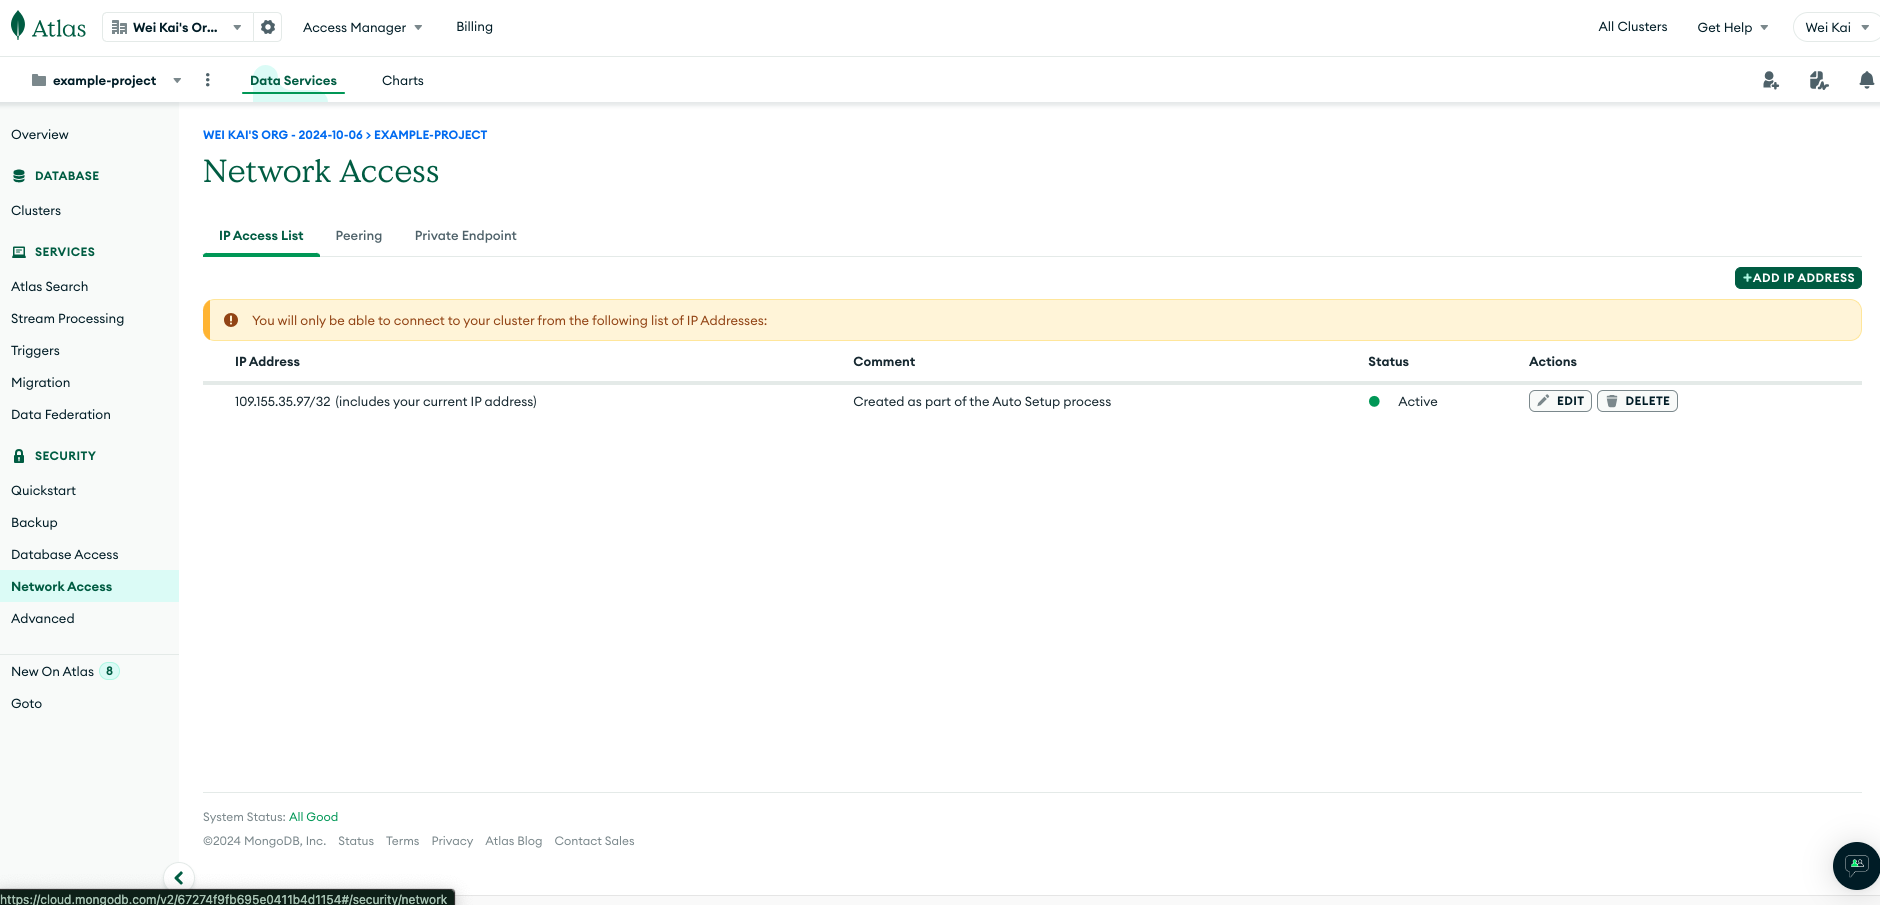 Atlas
Wei Kai's Or...
Access Manager
Billing
All Clusters
Get Help
Wei Kai
example-project
Data Services
Charts
Overview
DATABASE
Clusters
SERVICES
Atlas Search
Stream Processing
Triggers
Migration
Data Federation
SECURITY
Quickstart
Backup
Database Access
Network Access
Advanced
New On Atlas 8
Goto
WEI KAI'S ORG - 2024-10-06 > EXAMPLE-PROJECT
Network Access
IP Access List
Peering
Private Endpoint
+ADD IP ADDRESS
You will only be able to connect to your cluster from the following list of IP Addresses:
IP Address
Comment
Status
Actions
109.155.35.97/32 (includes your current IP address)
Created as part of the Auto Setup process
Active
EDIT
DELETE
System Status: All Good
©2024 MongoDB, Inc. Status Terms Privacy Atlas Blog Contact Sales
https://cloud.mongodb.com/v2/67274f9fb695e0411b4d1154#/security/network